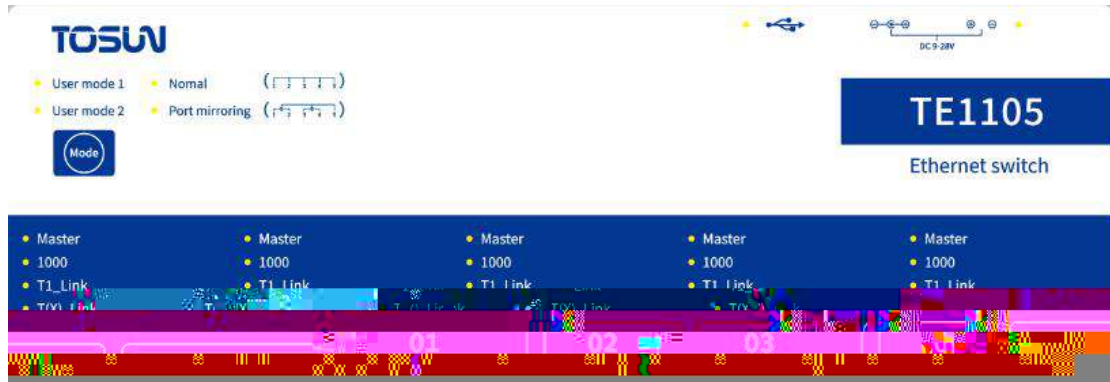 TOSUN
DC 9-28V
User mode 1
Nomal
User mode 2
Port mirroring
Mode
TE1105
Ethernet switch
Master
Master
Master
Master
Master
1000
1000
1000
1000
1000
T1_Link
T1_Link
T1_Link
T1_Link
T1_Link
01
02
03